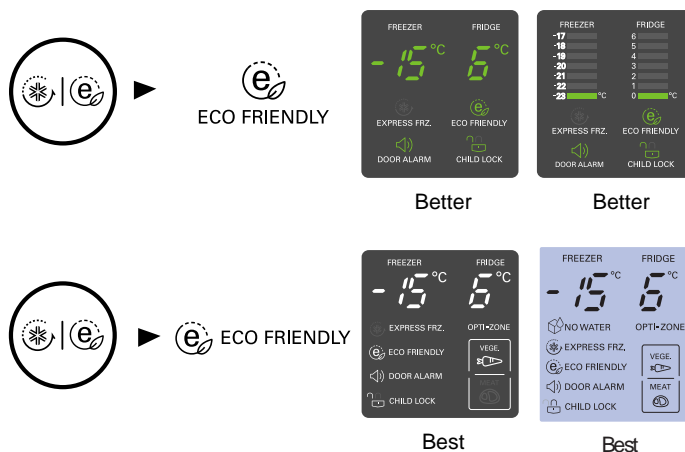 e
e
ECO FRIENDLY
FREEZER FRIDGE
-15 °C 6 °C
EXPRESS FRZ. ECO FRIENDLY
DOOR ALARM CHILD LOCK
Better
FREEZER FRIDGE
-17 6
-18 5
-19 4
-20 3
-21 2
-22 1
-23 °C 0 °C
EXPRESS FRZ. ECO FRIENDLY
DOOR ALARM CHILD LOCK
Better
e
e ECO FRIENDLY
FREEZER FRIDGE
-15 °C 6 °C
EXPRESS FRZ. OPTI-ZONE
ECO FRIENDLY VEGE.
DOOR ALARM MEAT
CHILD LOCK
Best
FREEZER FRIDGE
-15 °C 6 °C
NO WATER OPTI-ZONE
EXPRESS FRZ.
ECO FRIENDLY VEGE.
DOOR ALARM MEAT
CHILD LOCK
Best